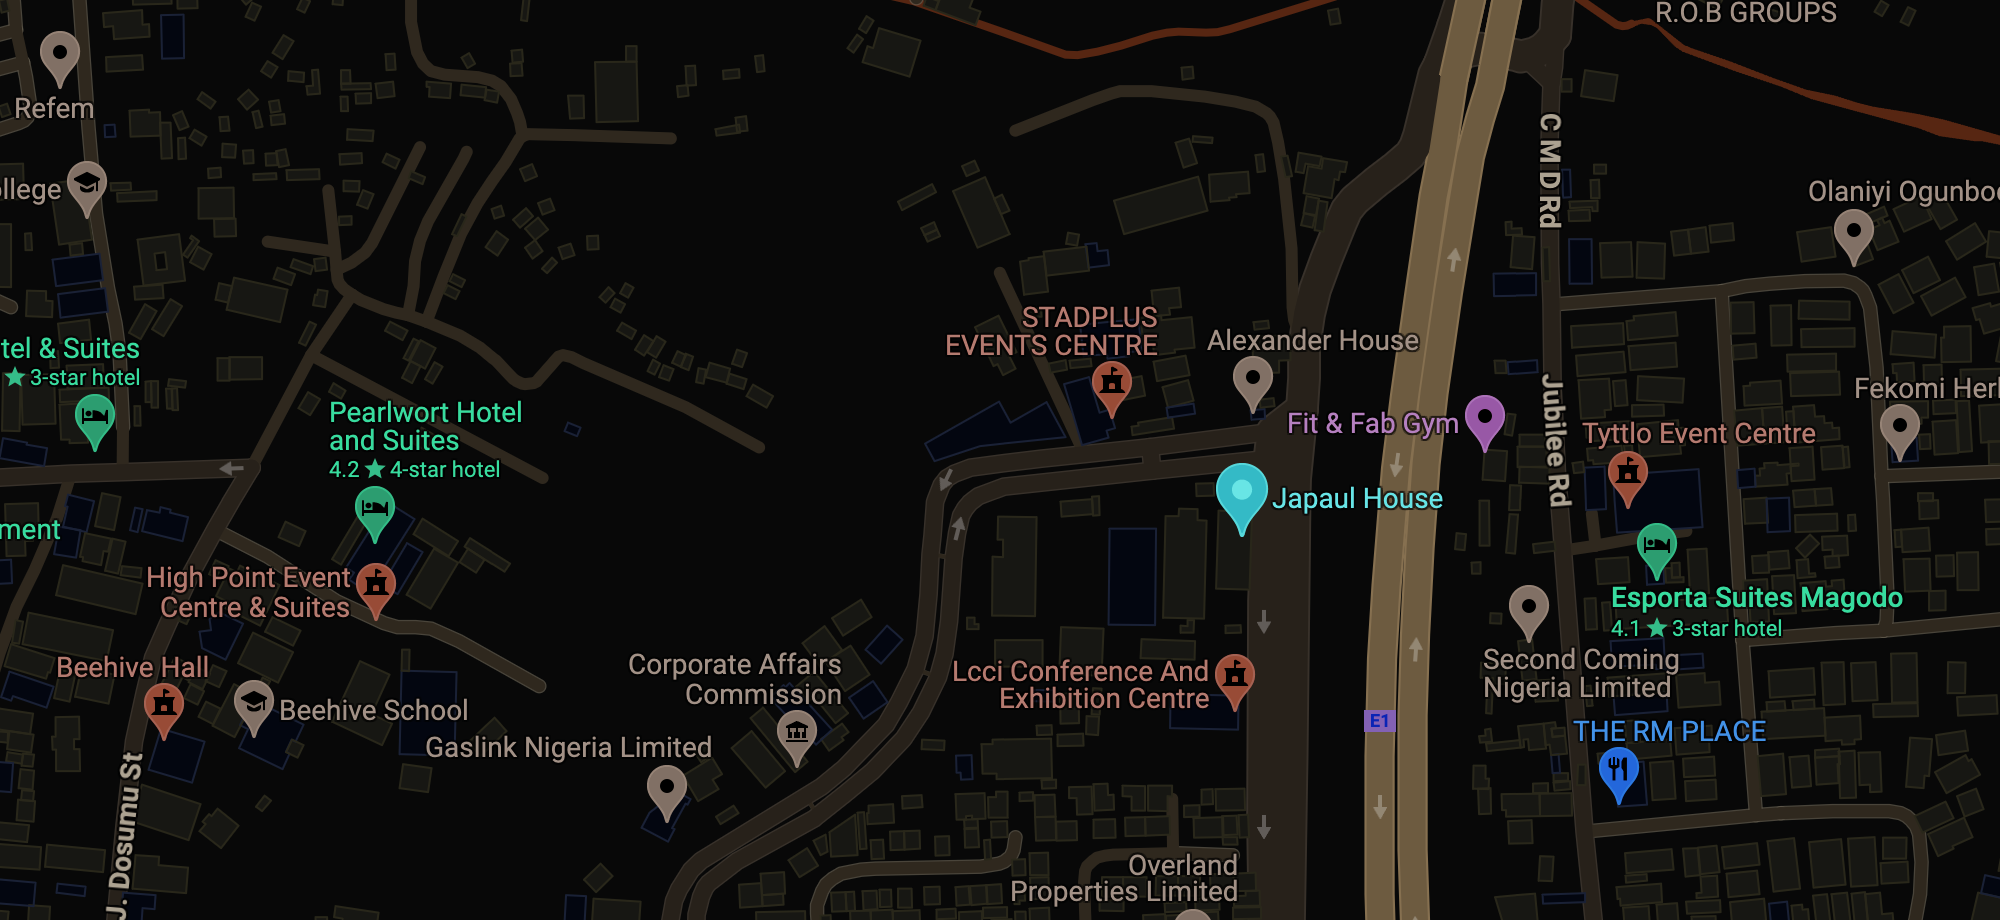 R.O.B GROUPS
Refem
C M D Rd
llege
Olaniyi Ogunboc
STADPLUS
EVENTS CENTRE
Alexander House
tel & Suites
3-star hotel
Jubilee Rd
Fekomi Herl
Pearlwort Hotel
and Suites
4.2 ★ 4-star hotel
Fit & Fab Gym
Tyttlo Event Centre
Japaul House
ment
High Point Event
Centre & Suites
Esporta Suites Magodo
4.1 ★ 3-star hotel
Beehive Hall
Corporate Affairs
Commission
Lcci Conference And
Exhibition Centre
Second Coming
Nigeria Limited
Beehive School
E1
THE RM PLACE
Gaslink Nigeria Limited
J. Dosumu St
Overland
Properties Limited